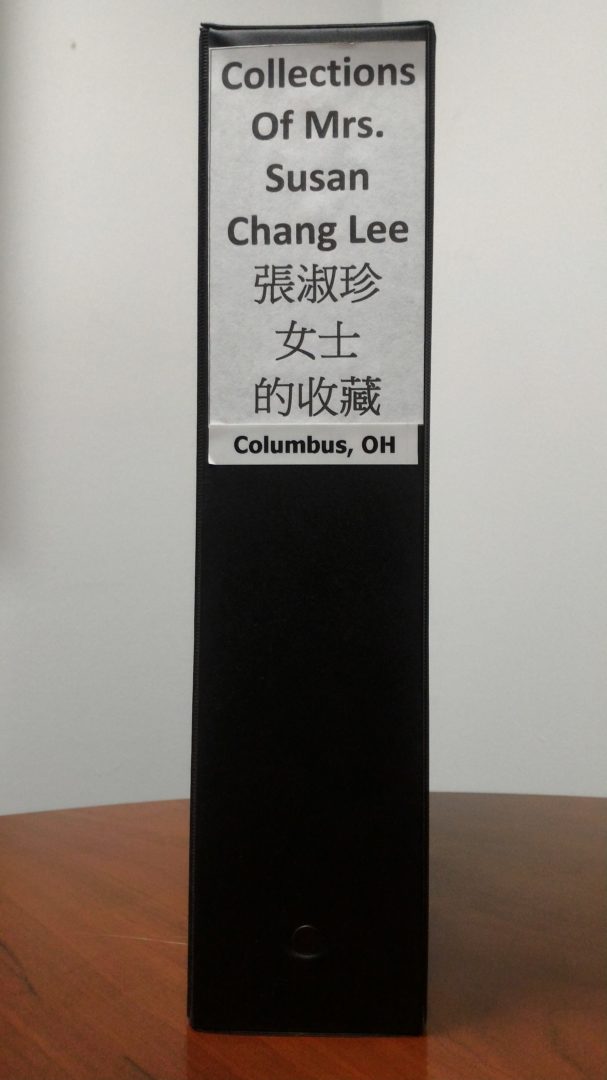 Collections
Of Mrs.
Susan
Chang Lee
張淑珍
女士
的收藏
Columbus, OH